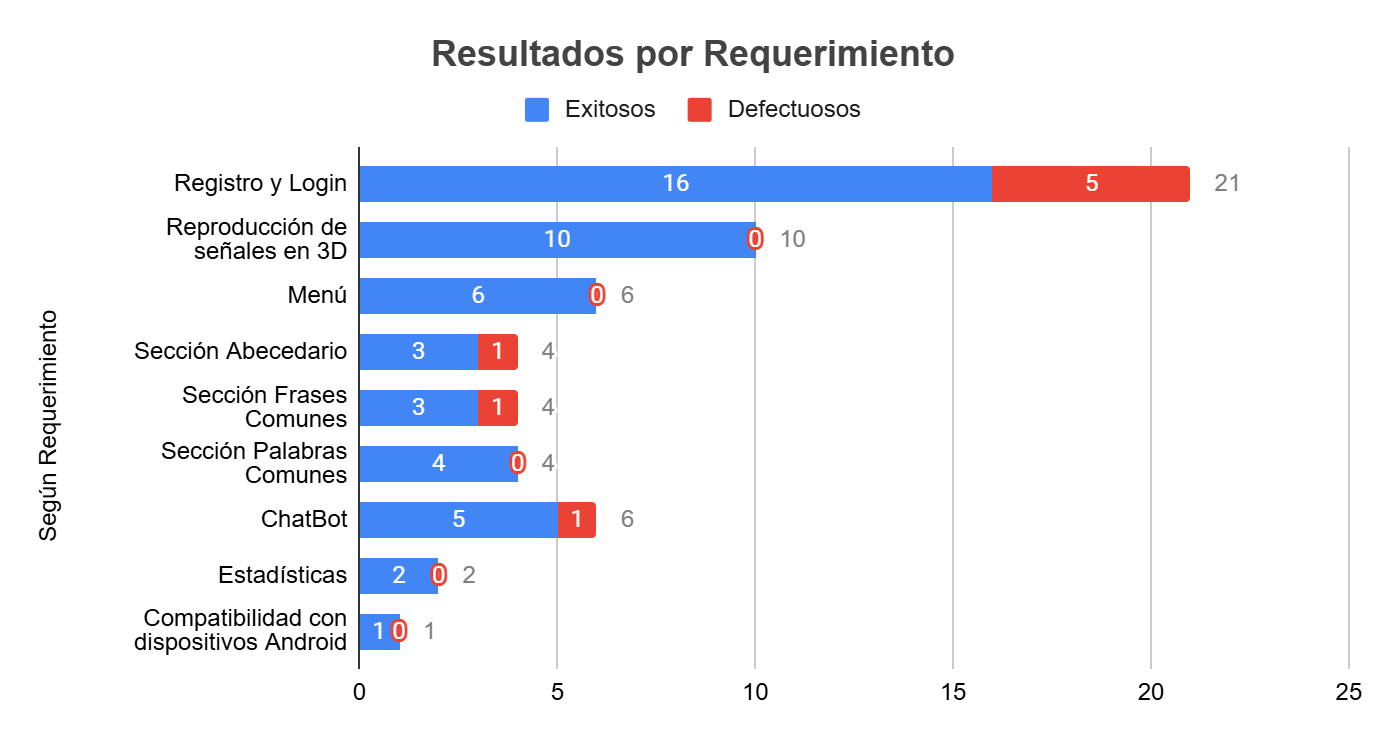 Resultados por Requerimiento
Exitosos Defectuosos
Según Requerimiento
Registro y Login 16 5 21
Reproducción de
señales en 3D 10 0 10
Menú 6 0 6
Sección Abecedario 3 1 4
Sección Frases
Comunes 3 1 4
Sección Palabras
Comunes 4 0 4
ChatBot 5 1 6
Estadísticas 2 0 2
Compatibilidad con
dispositivos Android 1 0 1
0 5 10 15 20 25